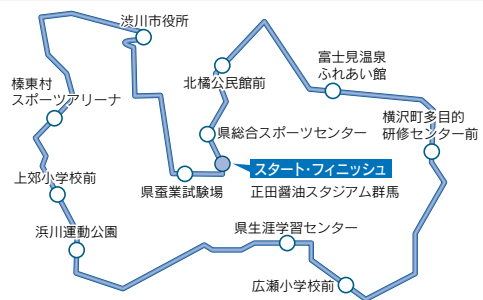 渋川市役所
北橘公民館前
富士見温泉
ふれあい館
榛東村
スポーツアリーナ
横沢町多目的
研修センター前
県総合スポーツセンター
スタート・フィニッシュ
正田醤油スタジアム群馬
上郊小学校前
県蚕業試験場
浜川運動公園
県生涯学習センター
広瀬小学校前